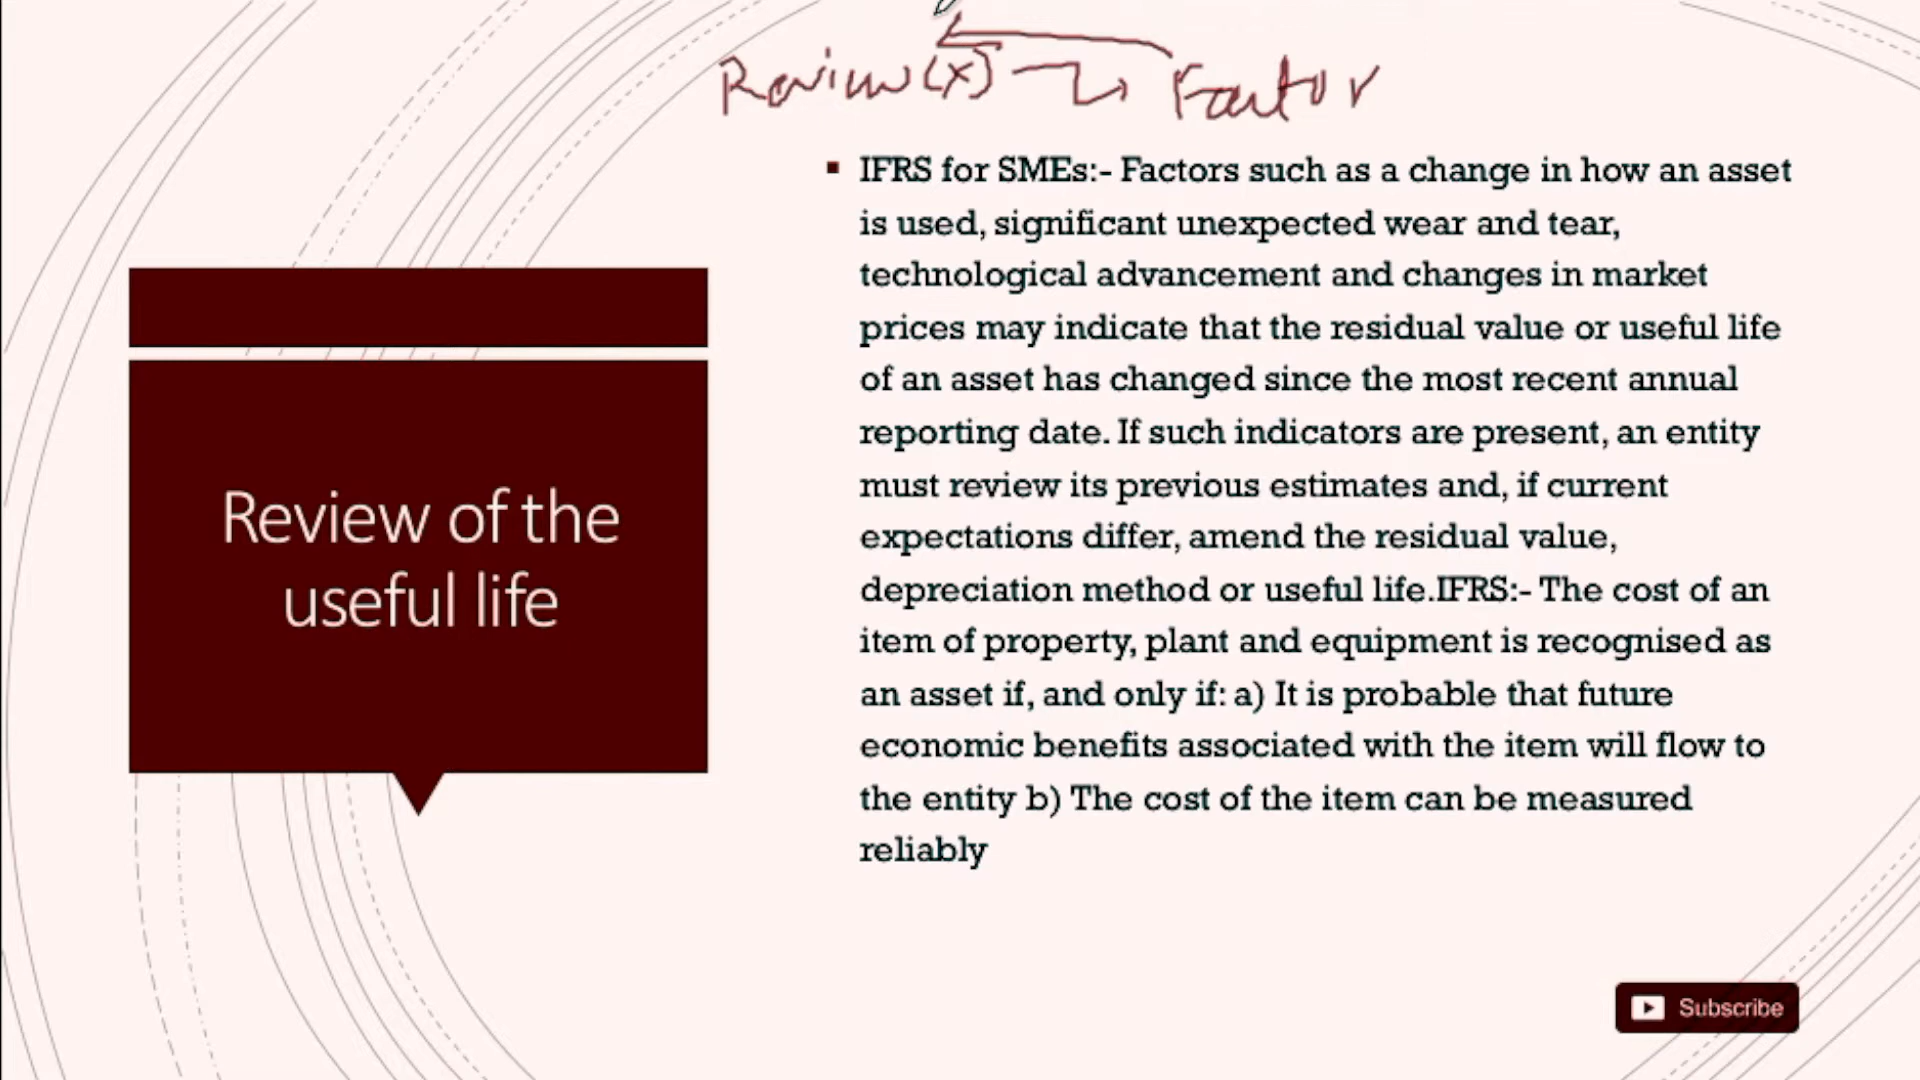 Review (x) Factor
IFRS for SMEs:- Factors such as a change in how an asset
is used, significant unexpected wear and tear,
technological advancement and changes in market
prices may indicate that the residual value or useful life
of an asset has changed since the most recent annual
reporting date. If such indicators are present, an entity
must review its previous estimates and, if current
expectations differ, amend the residual value,
depreciation method or useful life.IFRS:- The cost of an
item of property, plant and equipment is recognised as
an asset if, and only if: a) It is probable that future
economic benefits associated with the item will flow to
the entity b) The cost of the item can be measured
reliably
Review of the
useful life
Subscribe